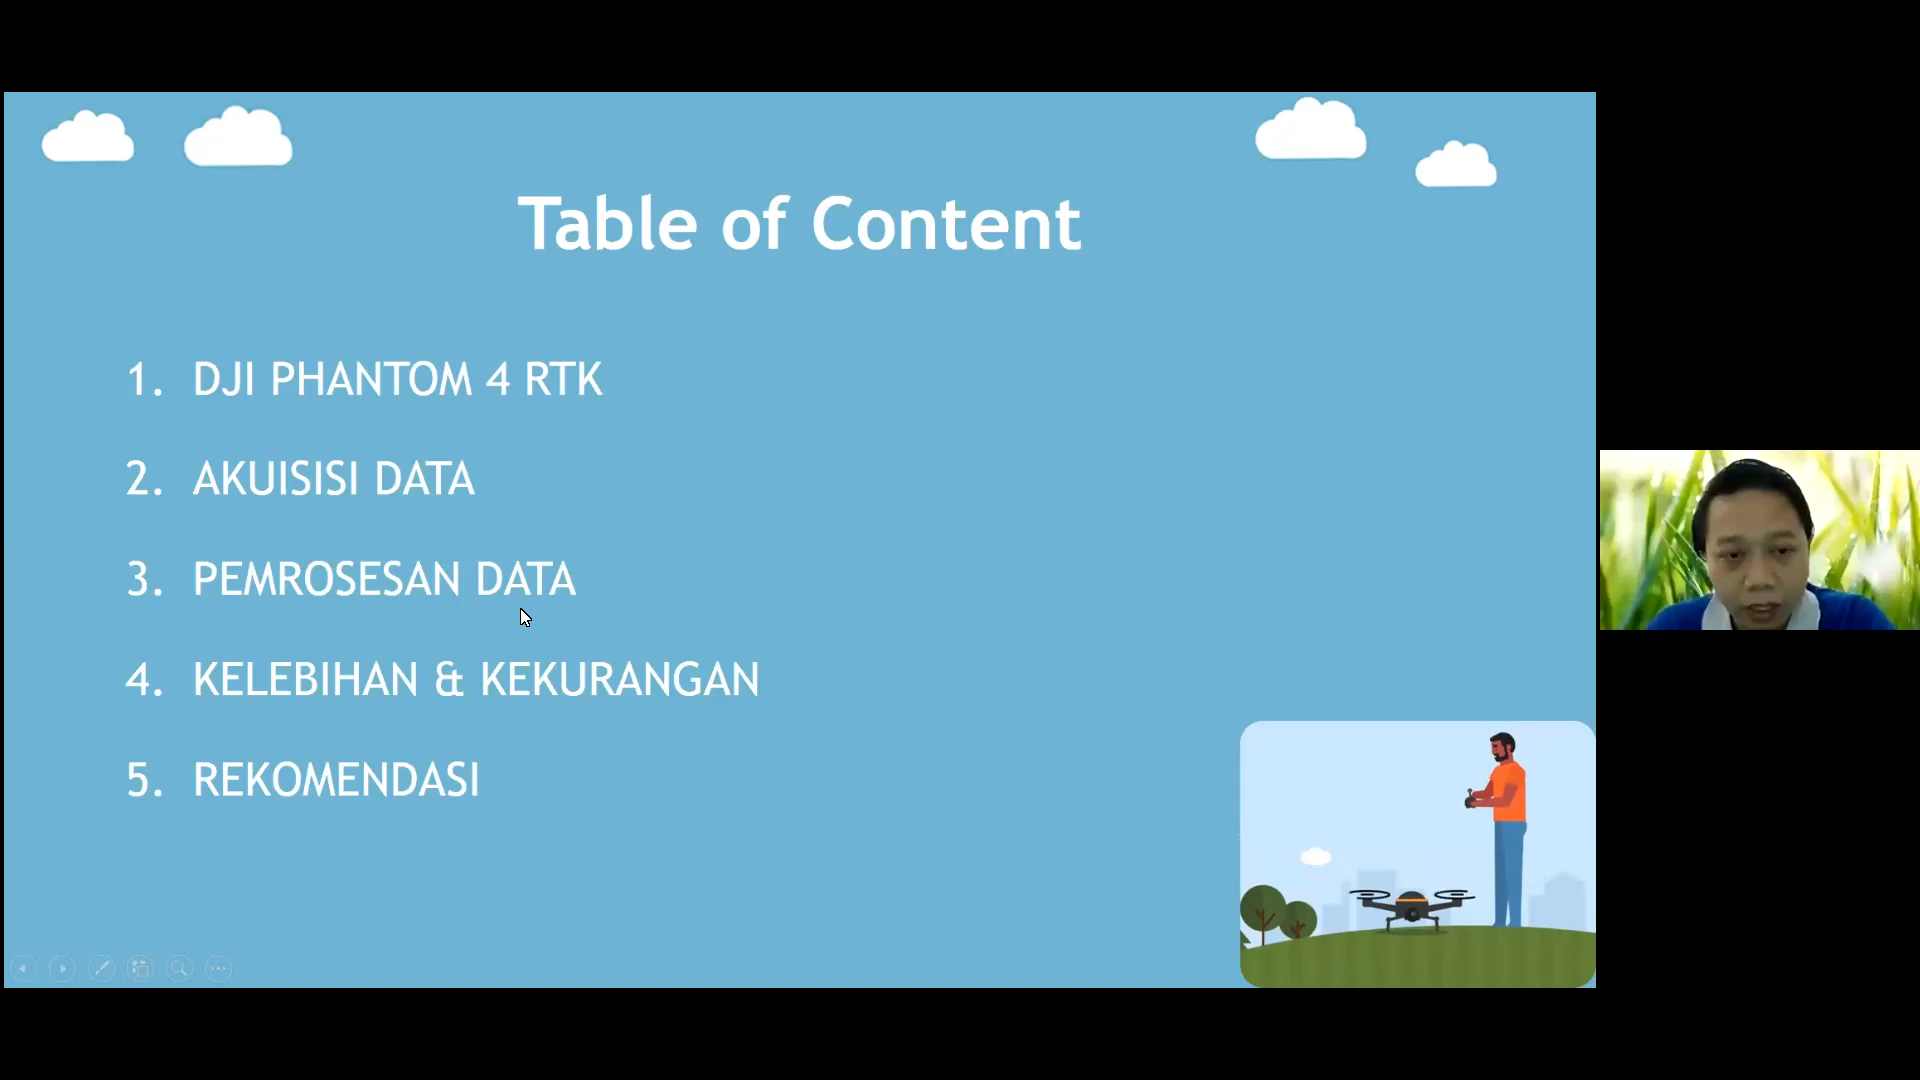 Table of Content
1. DJI PHANTOM 4 RTK
2. AKUISISI DATA
3. PEMROSESAN DATA
4. KELEBIHAN & KEKURANGAN
5. REKOMENDASI